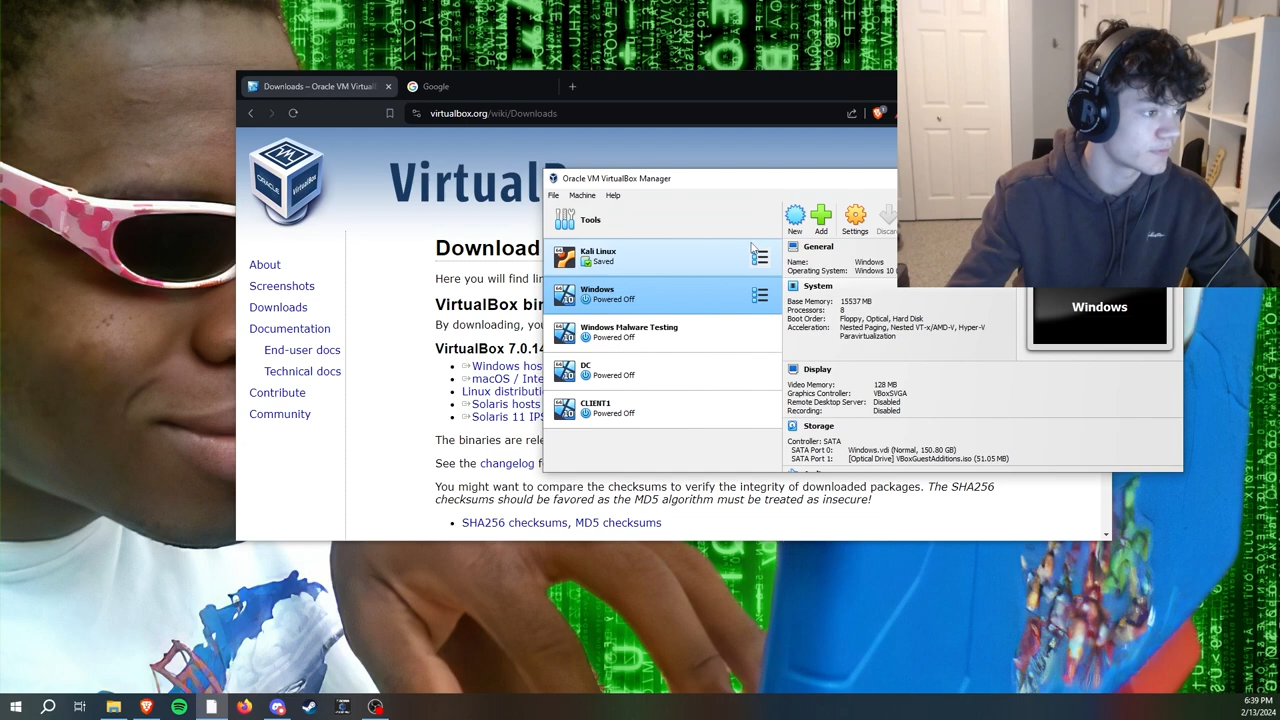 Downloads – Oracle VM Virtual
Google
virtualbox.org/wiki/Downloads
VM
ORACLE
Virtual
About
Screenshots
Downloads
Documentation
End-user docs
Technical docs
Contribute
Community
Download
Here you will find lin
VirtualBox bin
By downloading, you
VirtualBox 7.0.14
Windows hos
macOS / Inte
Linux distributi
Solaris hosts
Solaris 11 IPS
The binaries are rele
See the changelog f
You might want to compare the checksums to verify the integrity of downloaded packages. The SHA256
checksums should be favored as the MD5 algorithm must be treated as insecure!
SHA256 checksums, MD5 checksums
Oracle VM VirtualBox Manager
File Machine Help
Tools
Kali Linux
Saved
Windows
Powered Off
Windows Malware Testing
Powered Off
DC
Powered Off
CLIENT1
Powered Off
New Add Settings Discar
General
Name: Windows
Operating System: Windows 10
System
Base Memory: 15537 MB
Processors: 8
Boot Order: Floppy, Optical, Hard Disk
Acceleration: Nested Paging, Nested VT-x/AMD-V, Hyper-V
Paravirtualization
Windows
Display
Video Memory: 128 MB
Graphics Controller: VBoxSVGA
Remote Desktop Server: Disabled
Recording: Disabled
Storage
Controller: SATA
SATA Port 0: Windows.vdi (Normal, 150.80 GB)
SATA Port 1: [Optical Drive] VBoxGuestAdditions.iso (51.05 MB)
6:39 PM
2/13/2024